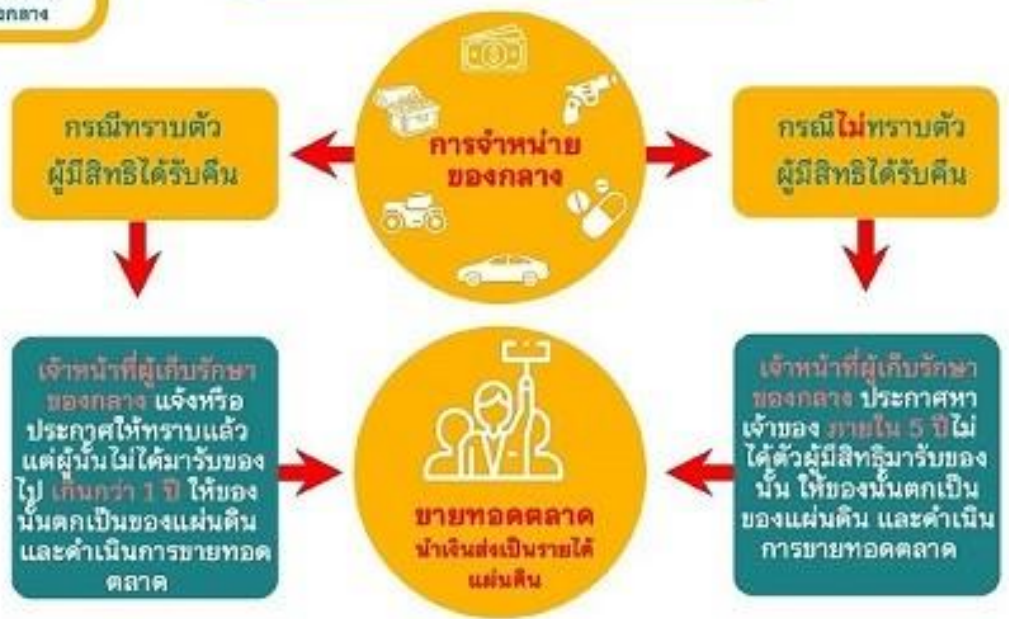 งกลาง
การจำหน่าย
ของกลาง
กรณีทราบตัว
ผู้มีสิทธิได้รับคืน
กรณีไม่ทราบตัว
ผู้มีสิทธิได้รับคืน
เจ้าหน้าที่ผู้เก็บรักษา
ของกลาง แจ้งหรือ
ประกาศให้ทราบแล้ว
แต่ผู้นั้นไม่ได้มารับของ
ไป เกินกว่า 1 ปี ให้ของ
นั้นตกเป็นของแผ่นดิน
และดำเนินการขายทอด
ตลาด
เจ้าหน้าที่ผู้เก็บรักษา
ของกลาง ประกาศหา
เจ้าของ ภายใน 5 ปีไม่
ได้ตัวผู้มีสิทธิมารับของ
นั้น ให้ของนั้นตกเป็น
ของแผ่นดิน และดำเนิน
การขายทอดตลาด
ขายทอดตลาด
นำเงินส่งเป็นรายได้
แผ่นดิน